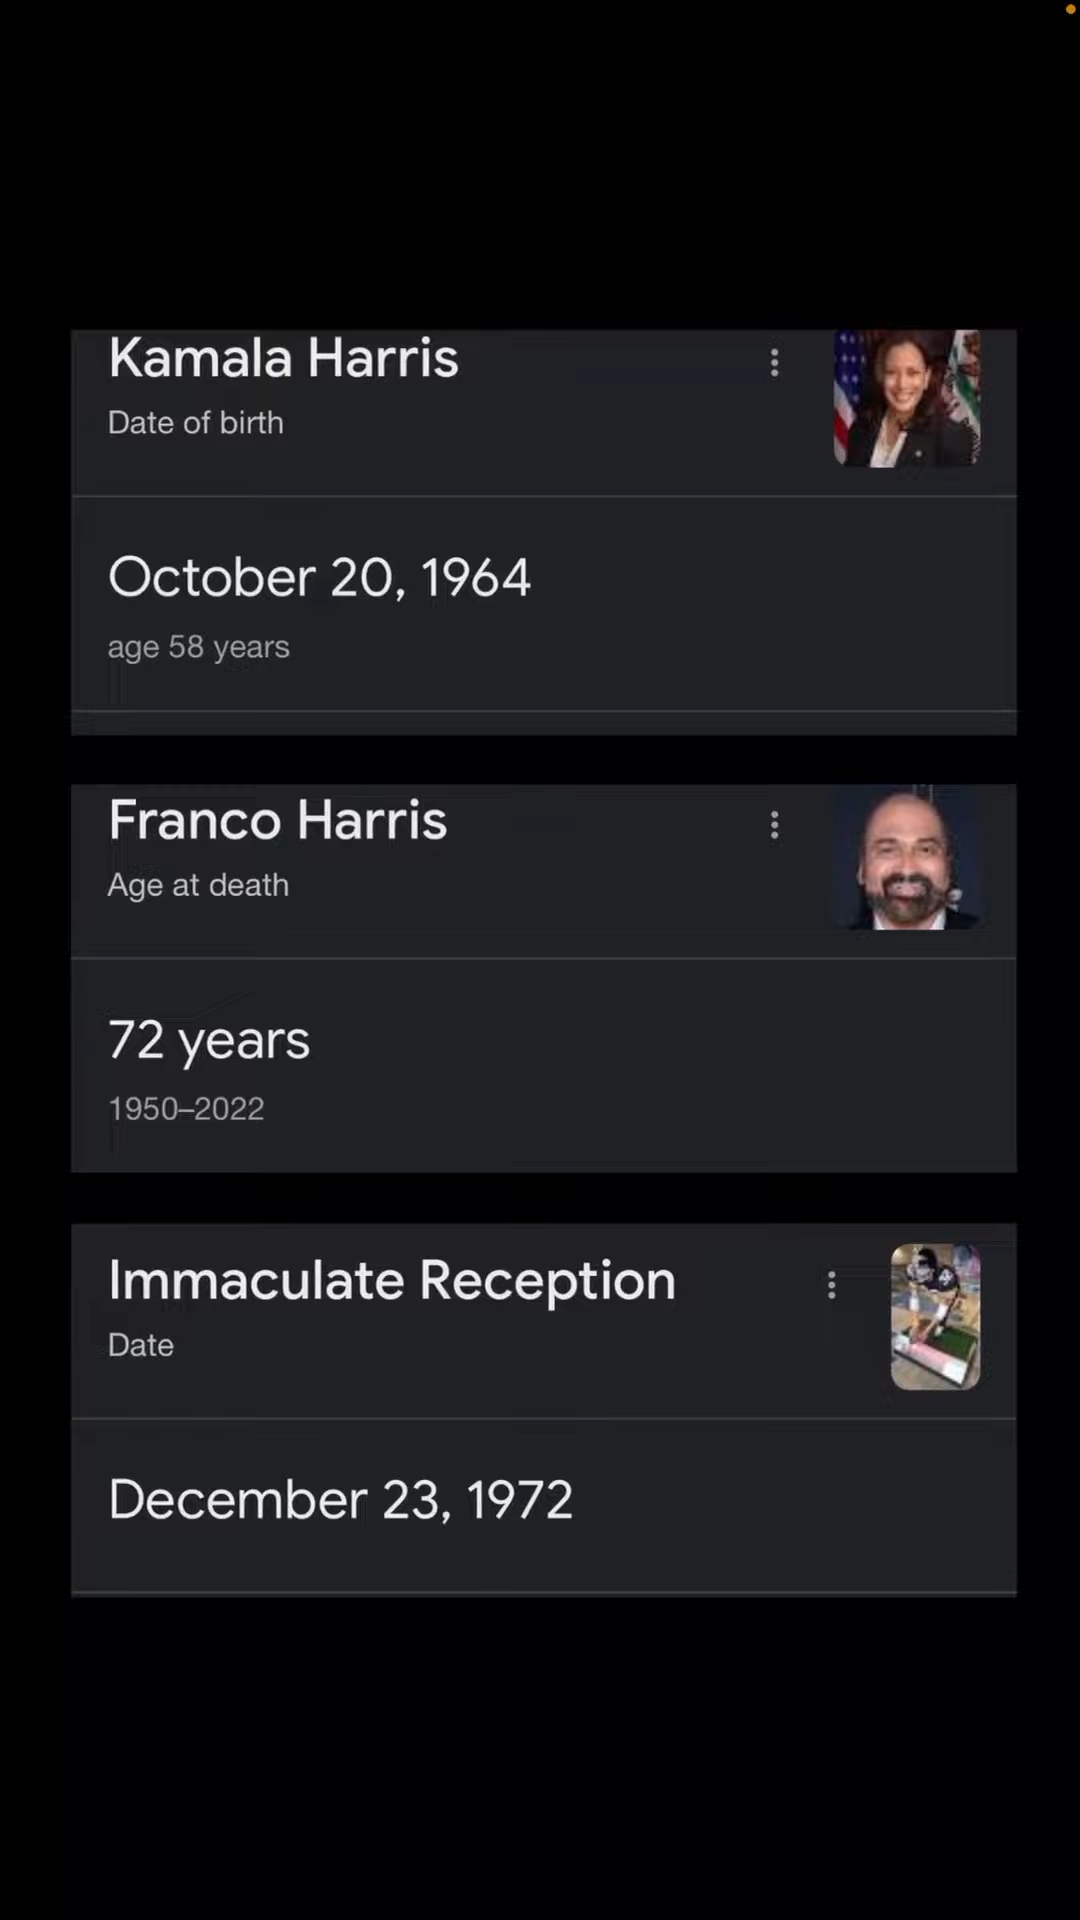 Kamala Harris
Date of birth
October 20, 1964
age 58 years
Franco Harris
Age at death
72 years
1950–2022
Immaculate Reception
Date
December 23, 1972